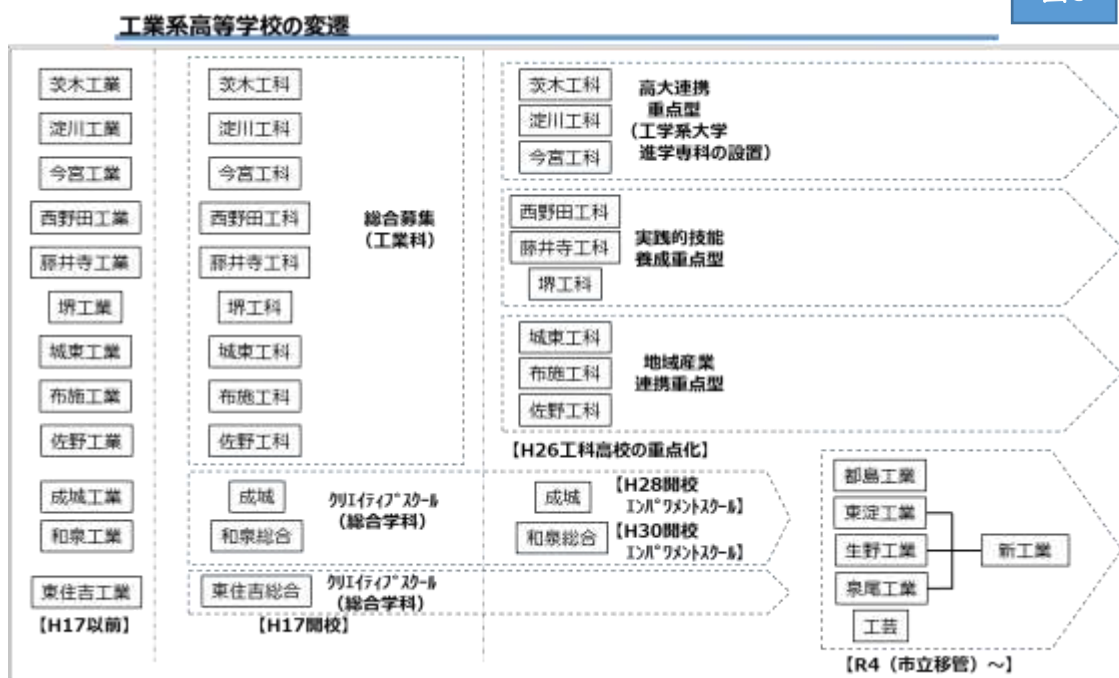 工業系高等学校の変遷
茨木工業
淀川工業
今宮工業
西野田工業
藤井寺工業
堺工業
城東工業
布施工業
佐野工業
成城工業
和泉工業
東住吉工業
【H17以前】
茨木工科
淀川工科
今宮工科
西野田工科
藤井寺工科
堺工科
城東工科
布施工科
佐野工科
総合募集
(工業科)
成城
和泉総合
クリエイティブスクール
(総合学科)
東住吉総合
クリエイティブスクール
(総合学科)
【H17開校】
茨木工科
淀川工科
今宮工科
高大連携
重点型
(工学系大学
進学専科の設置)
西野田工科
藤井寺工科
堺工科
実践的技能
養成重点型
城東工科
布施工科
佐野工科
地域産業
連携重点型
【H26工科高校の重点化】
成城
【H28開校
エンパワメントスクール】
和泉総合
【H30開校
エンパワメントスクール】
都島工業
東淀工業
生野工業
泉尾工業
工芸
新工業
【R4(市立移管)~】